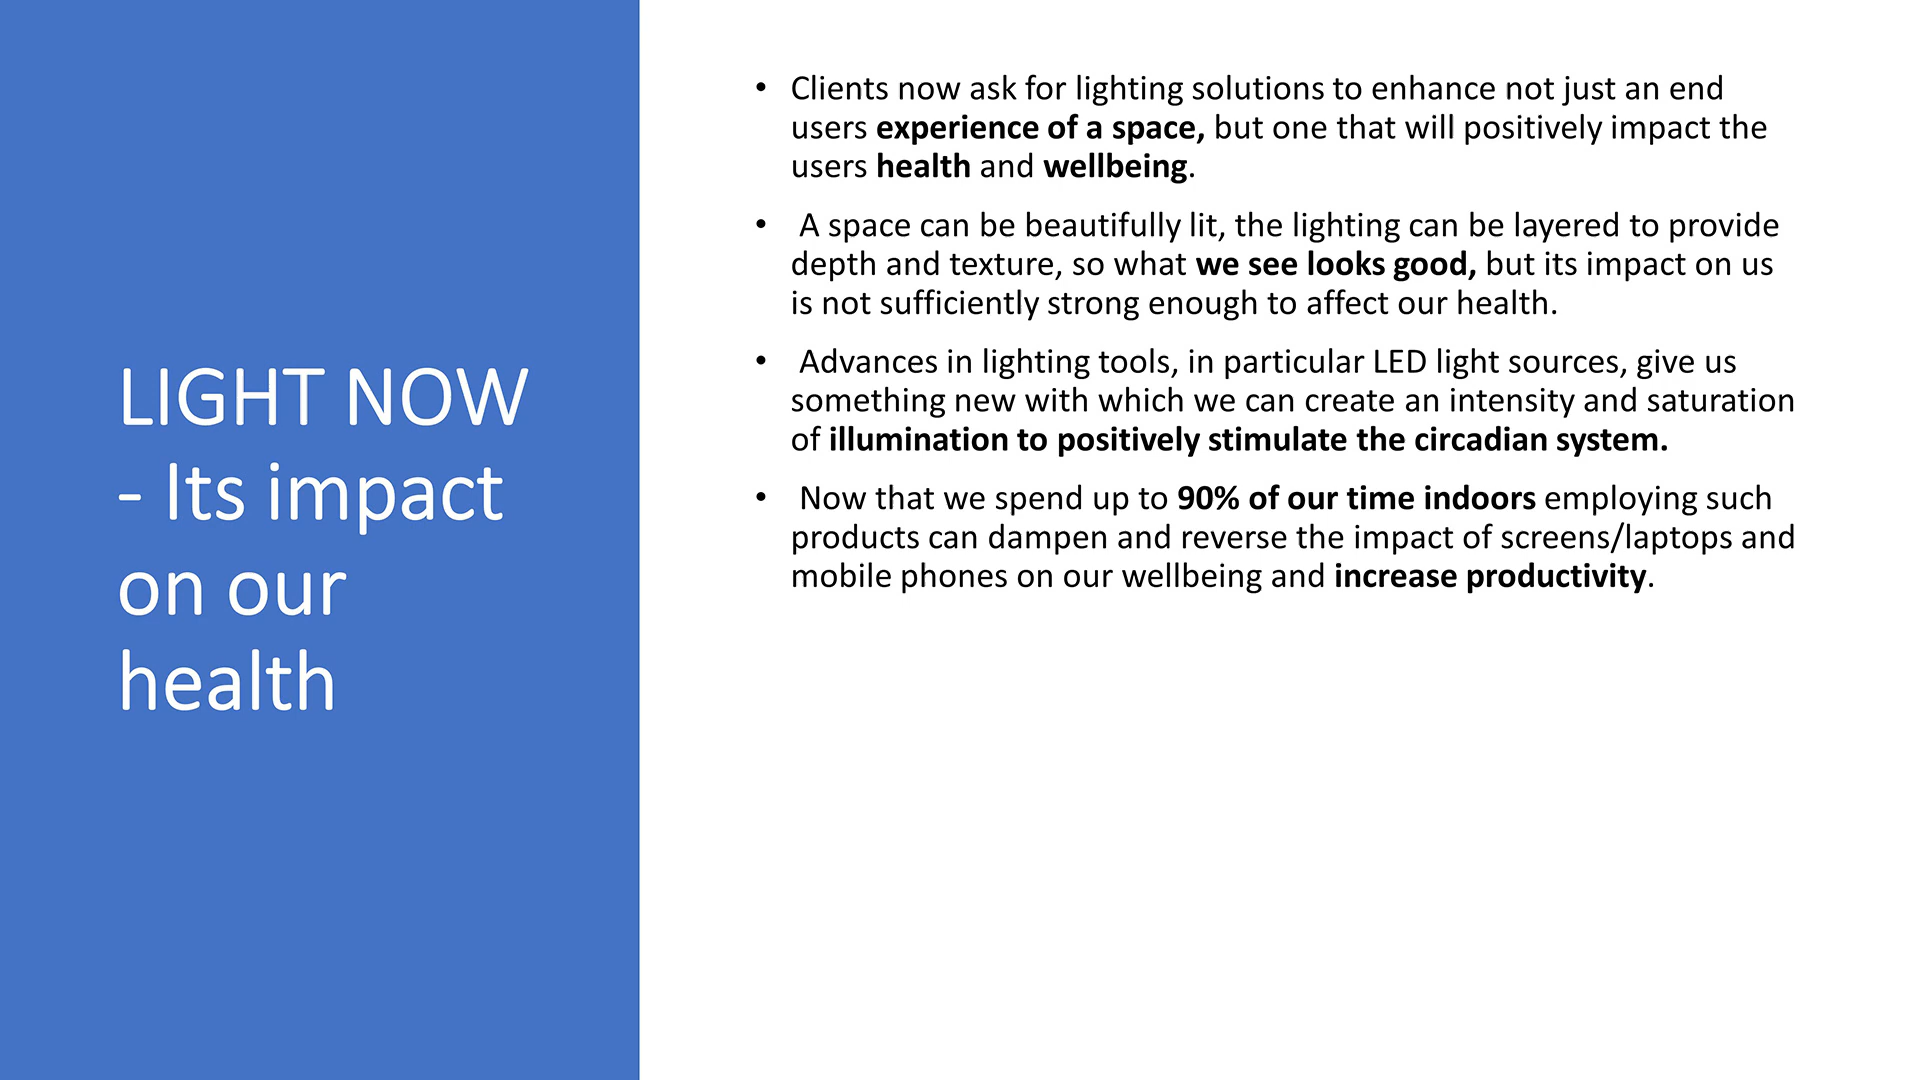 LIGHT NOW
- Its impact
on our
health
• Clients now ask for lighting solutions to enhance not just an end
users experience of a space, but one that will positively impact the
users health and wellbeing.
• A space can be beautifully lit, the lighting can be layered to provide
depth and texture, so what we see looks good, but its impact on us
is not sufficiently strong enough to affect our health.
• Advances in lighting tools, in particular LED light sources, give us
something new with which we can create an intensity and saturation
of illumination to positively stimulate the circadian system.
• Now that we spend up to 90% of our time indoors employing such
products can dampen and reverse the impact of screens/laptops and
mobile phones on our wellbeing and increase productivity.